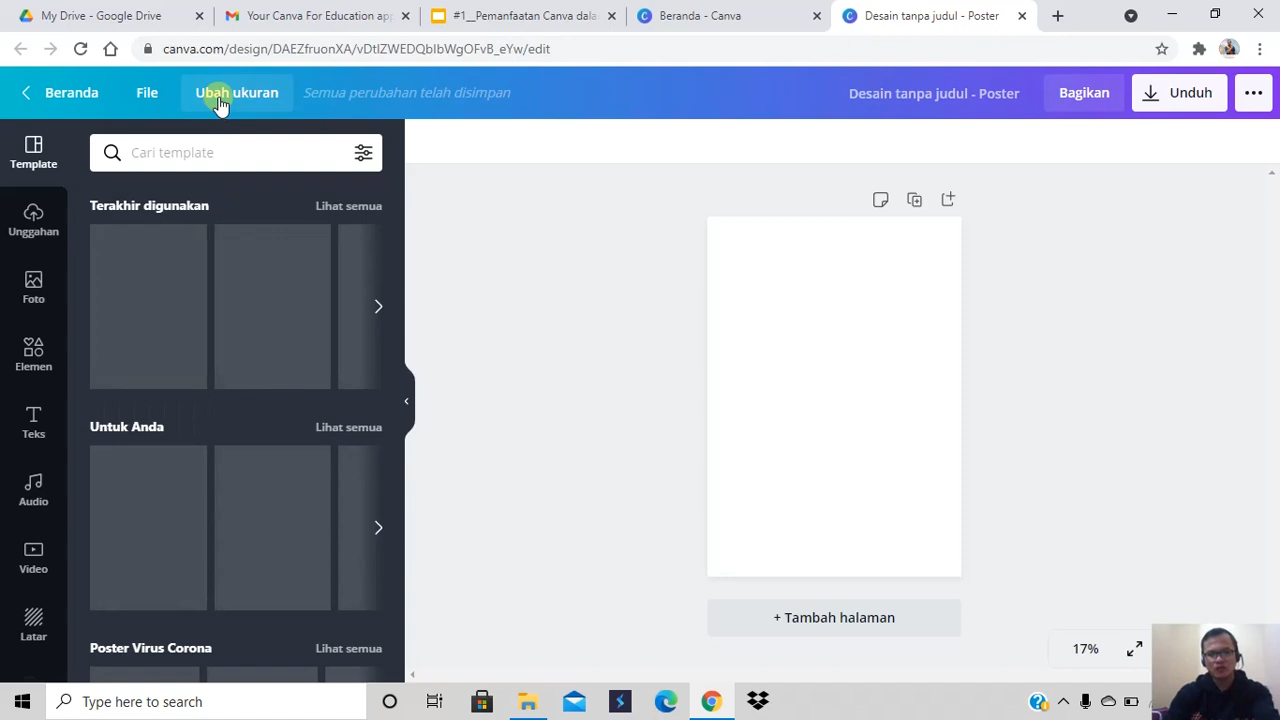 My Drive - Google Drive
Your Canva For Education ap
#1__Pemanfaatan Canva dala
Beranda - Canva
Desain tanpa judul - Poster
canva.com/design/DAEZfruonXA/vDtIZWEDQbIbWgOFv8_eYw/edit
Beranda
File
Ubah ukuran
Semua perubahan telah disimpan
Desain tanpa judul - Poster
Bagikan
Unduh
Template
Unggahan
Foto
Elemen
Teks
Audio
Video
Latar
Cari template
Terakhir digunakan
Lihat semua
Untuk Anda
Lihat semua
Poster Virus Corona
Lihat semua
+ Tambah halaman
17%
Type here to search